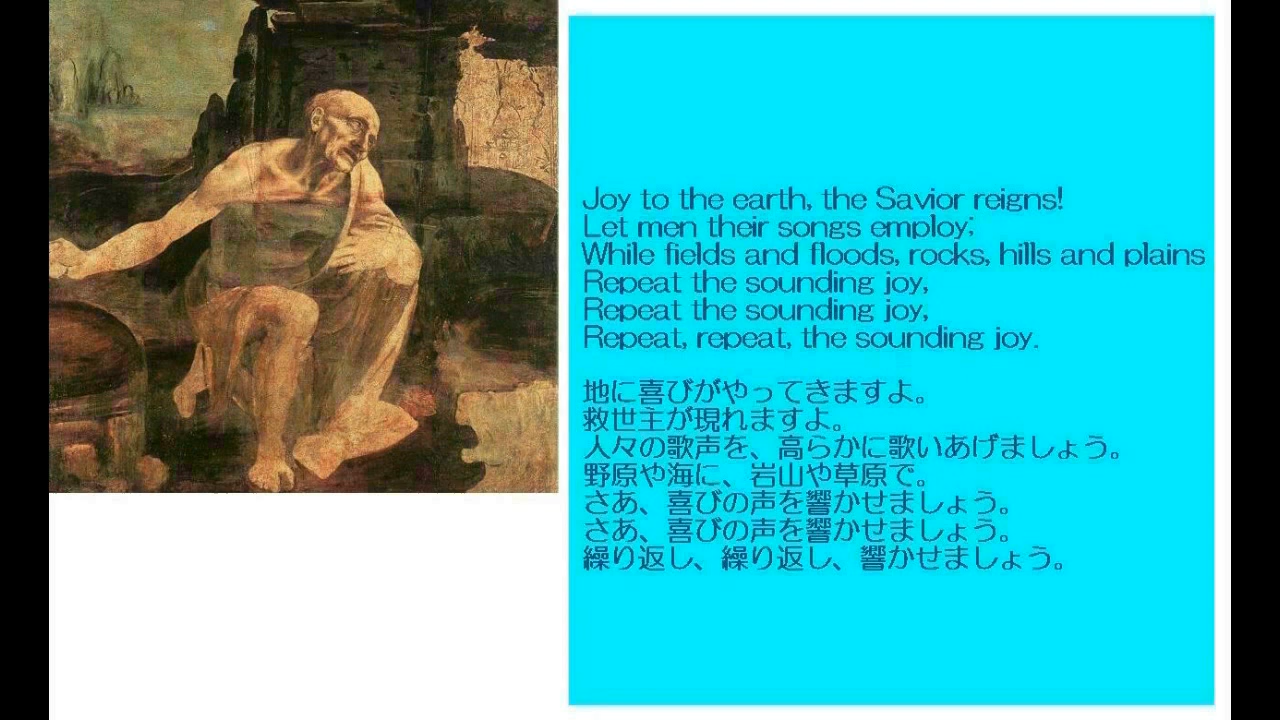 Joy to the earth, the Savior reigns!
Let men their songs employ;
While fields and floods, rocks, hills and plains
Repeat the sounding joy,
Repeat the sounding joy,
Repeat, repeat, the sounding joy.
地に喜びがやってきますよ。
救世主が現れますよ。
人々の歌声を、高らかに歌いあげましょう。
野原や海に、岩山や草原で。
さあ、喜びの声を響かせましょう。
さあ、喜びの声を響かせましょう。
繰り返し、繰り返し、響かせましょう。